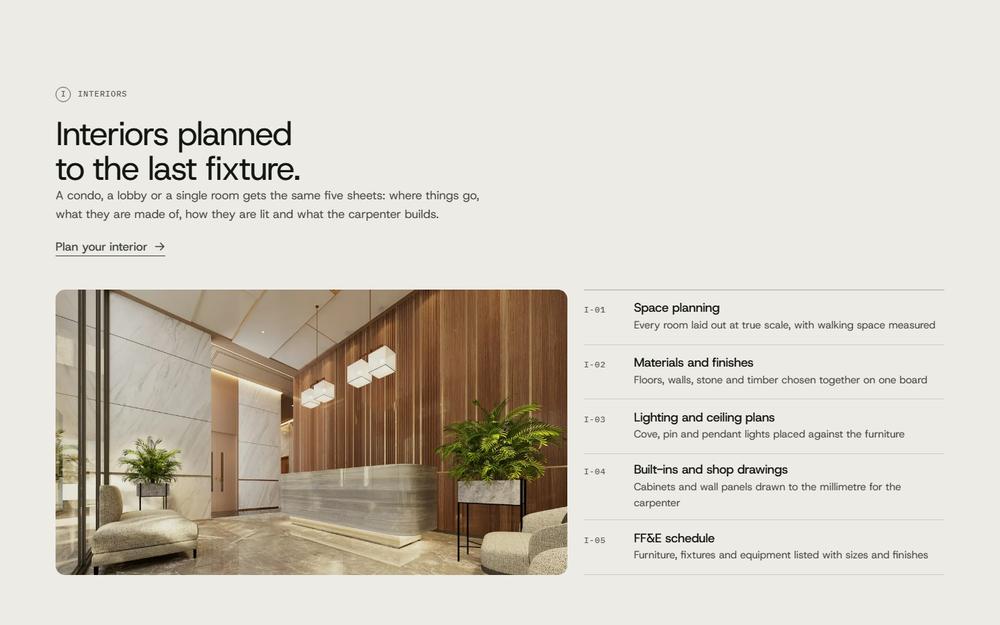 I INTERIORS
Interiors planned
to the last fixture.
A condo, a lobby or a single room gets the same five sheets: where things go,
what they are made of, how they are lit and what the carpenter builds.
Plan your interior →
I-01 Space planning
Every room laid out at true scale, with walking space measured
I-02 Materials and finishes
Floors, walls, stone and timber chosen together on one board
I-03 Lighting and ceiling plans
Cove, pin and pendant lights placed against the furniture
I-04 Built-ins and shop drawings
Cabinets and wall panels drawn to the millimetre for the
carpenter
I-05 FF&E schedule
Furniture, fixtures and equipment listed with sizes and finishes